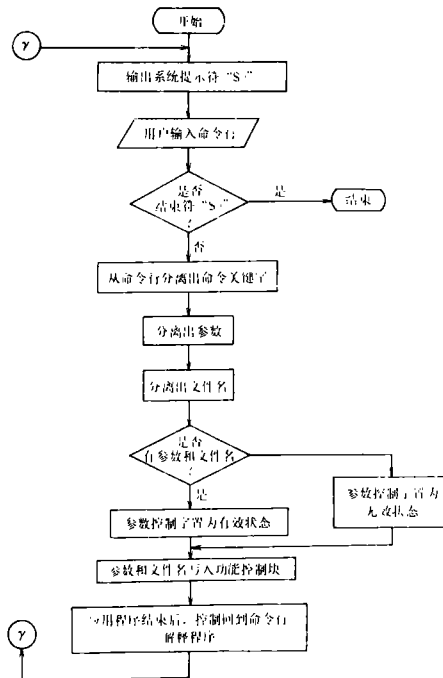 开始
γ
输出系统提示符“S:”
用户输入命令行
是否
结束符“S:”
?
是
结束
否
从命令行分离出命令关键字
分离出参数
分离出文件名
是否
有参数和文件名
?
是
参数控制字置为有效状态
参数控制字置为
无效状态
参数和文件名写入功能控制块
γ
应用程序结束后，控制回到命令行
解释程序